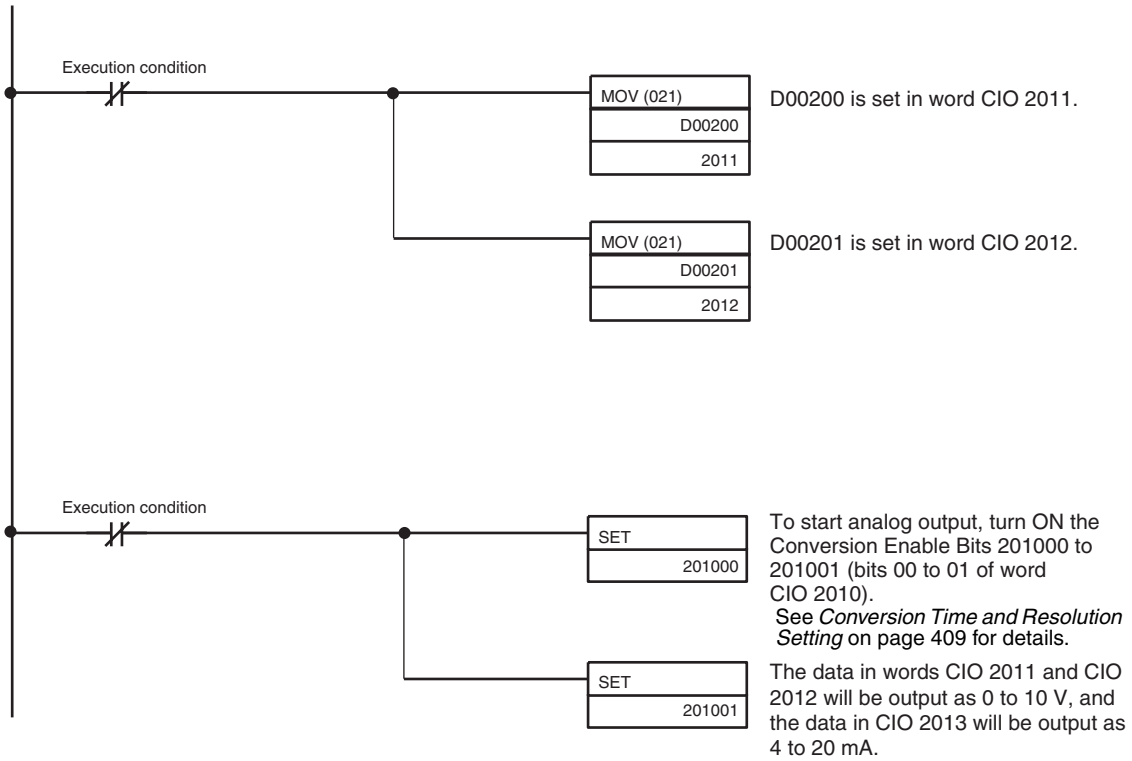 Execution condition
MOV (021)
D00200
2011
D00200 is set in word CIO 2011.
MOV (021)
D00201
2012
D00201 is set in word CIO 2012.
Execution condition
SET
201000
To start analog output, turn ON the
Conversion Enable Bits 201000 to
201001 (bits 00 to 01 of word
CIO 2010).
See Conversion Time and Resolution
Setting on page 409 for details.
SET
201001
The data in words CIO 2011 and CIO
2012 will be output as 0 to 10 V, and
the data in CIO 2013 will be output as
4 to 20 mA.